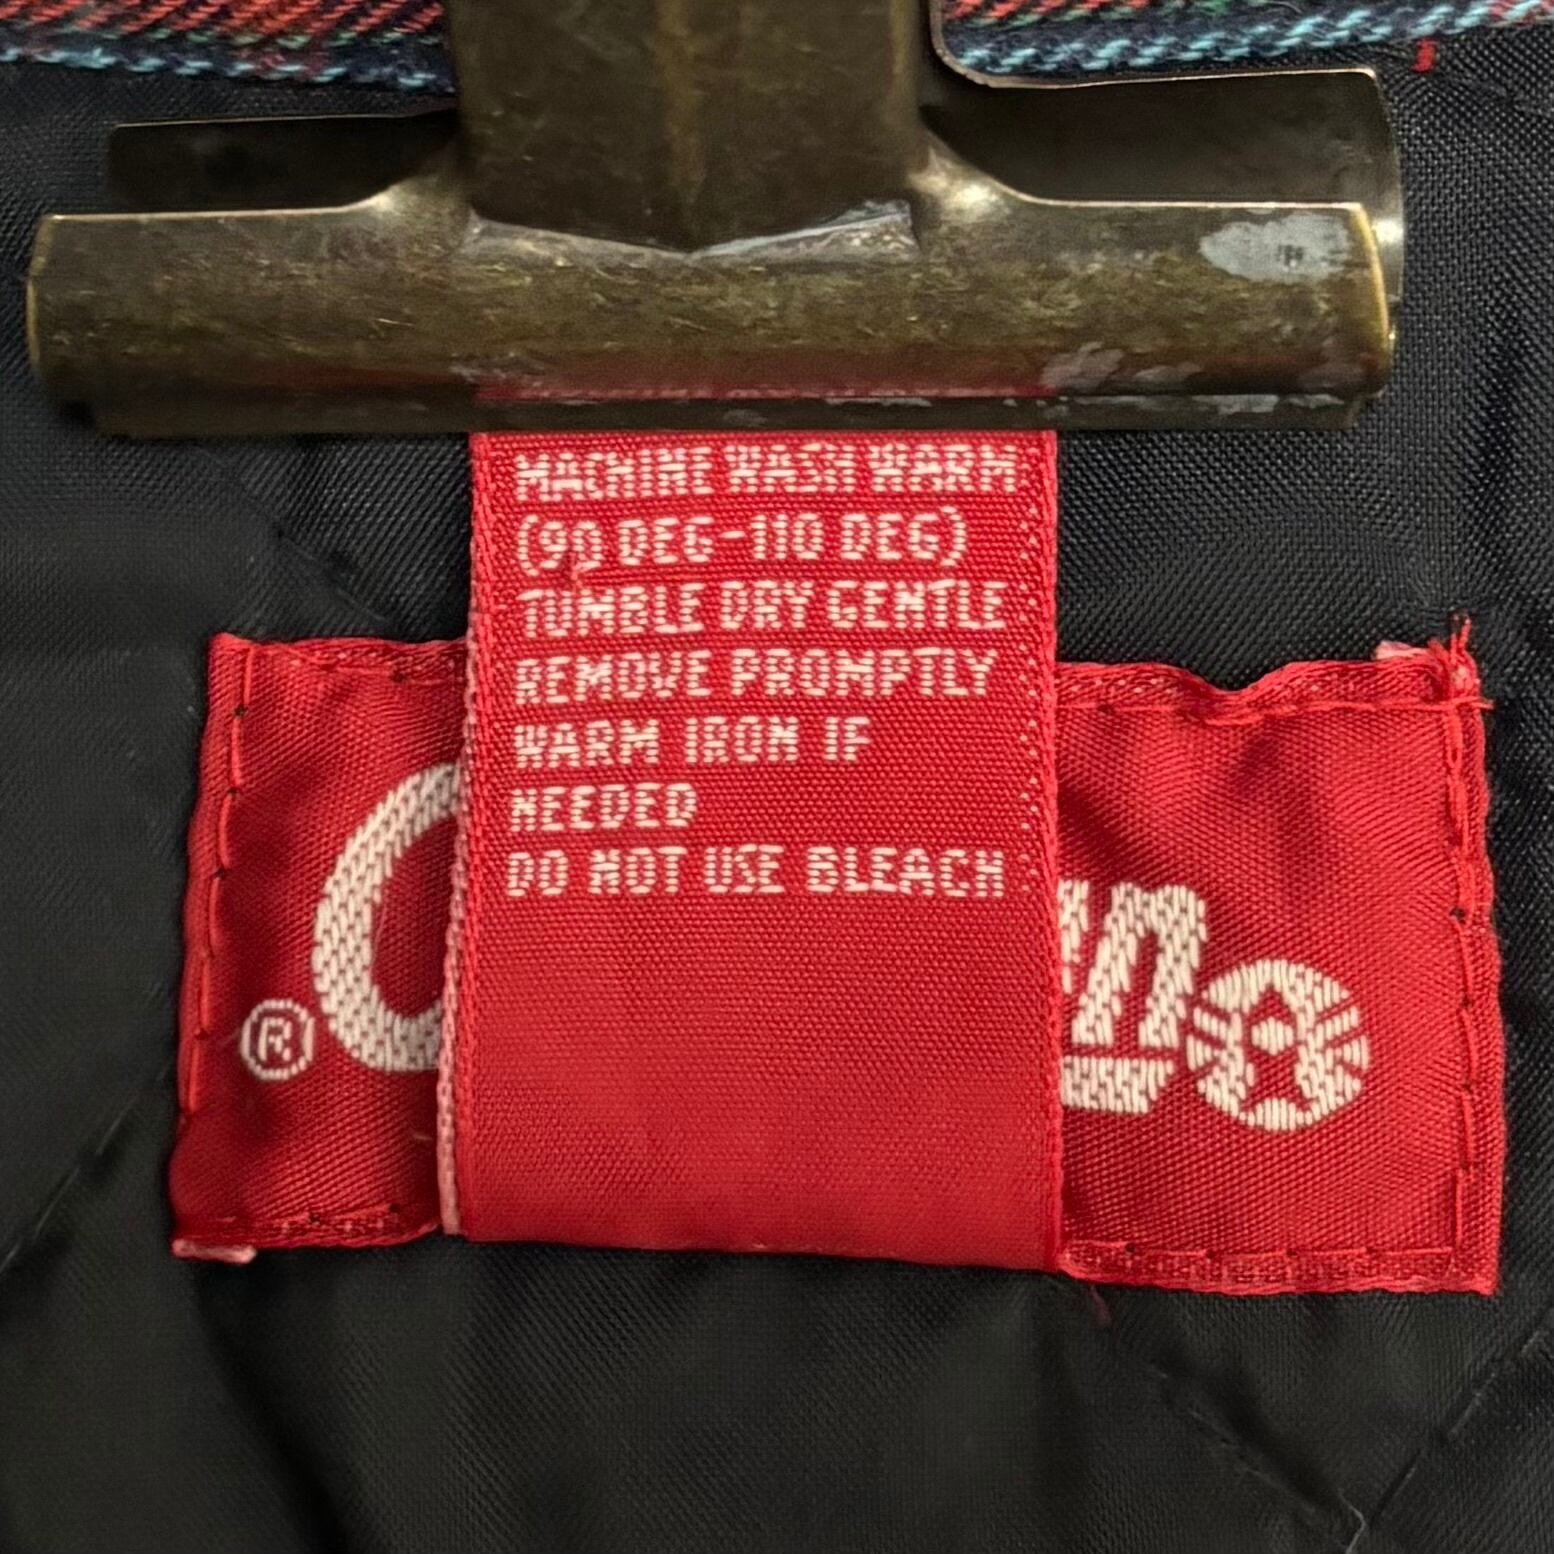 MACHINE WASH WARM
(90 DEG-110 DEG)
TUMBLE DRY GENTLE
REMOVE PROMPTLY
WARM IRON IF
NEEDED
DO NOT USE BLEACH
®